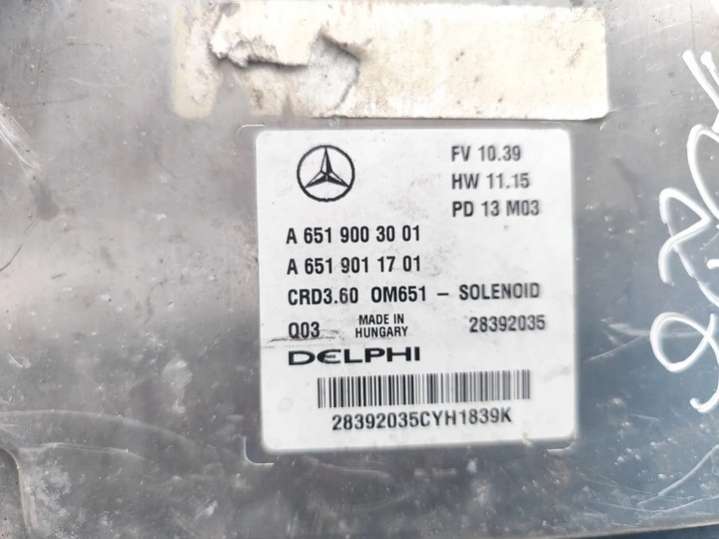 FV 10.39
HW 11.15
PD 13 M03
A 651 900 30 01
A 651 901 17 01
CRD3.60 OM651 – SOLENOID
Q03 MADE IN HUNGARY 28392035
DELPHI
28392035CYH1839K